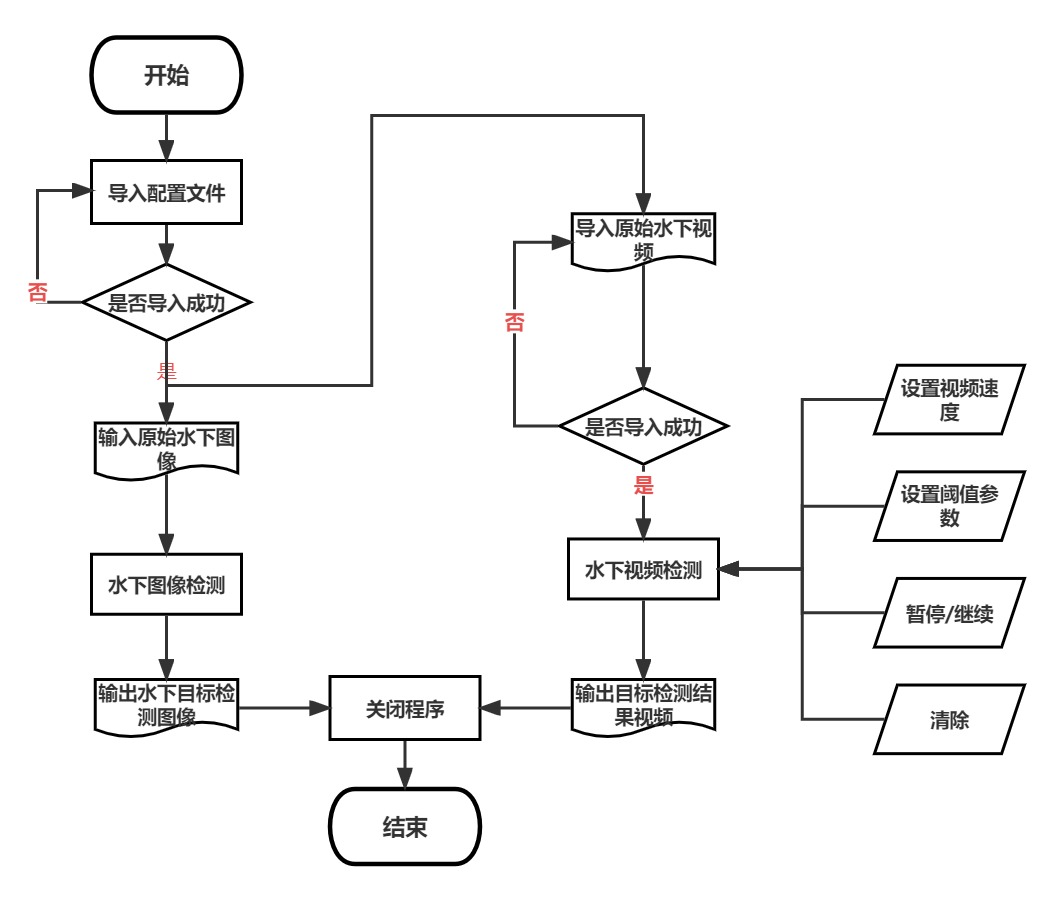 开始
导入配置文件
否
是否导入成功
是
输入原始水下图
像
水下图像检测
输出水下目标检
测图像
导入原始水下视
频
否
是否导入成功
是
水下视频检测
输出目标检测结
果视频
设置视频速
度
设置阈值参
数
暂停/继续
清除
关闭程序
结束